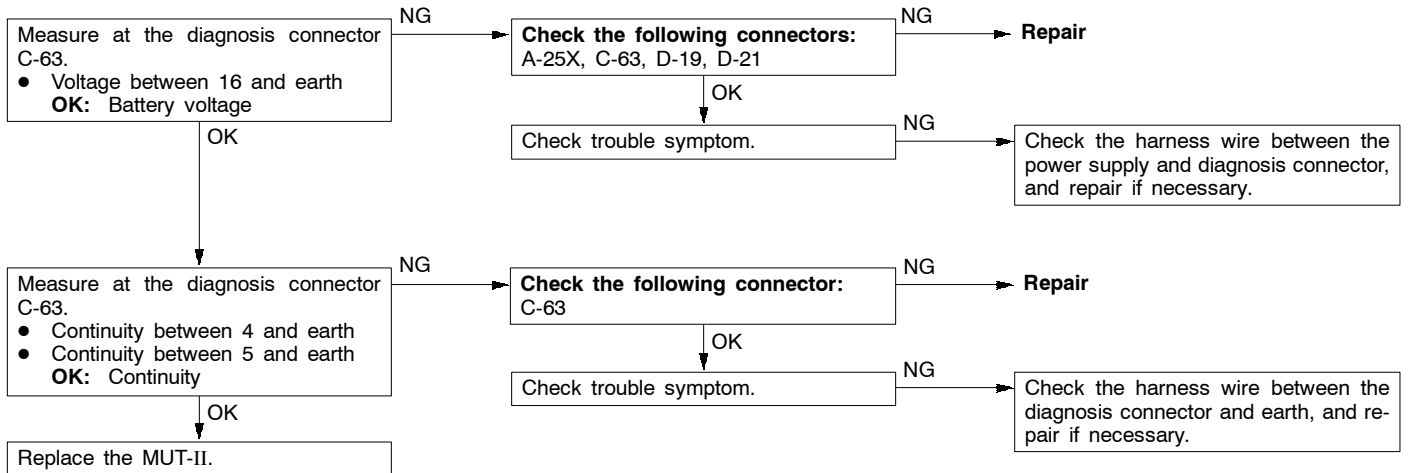 Measure at the diagnosis connector
C-63.
● Voltage between 16 and earth
OK: Battery voltage
NG
Check the following connectors:
A-25X, C-63, D-19, D-21
NG
Repair
OK
OK
Check trouble symptom.
NG
Check the harness wire between the
power supply and diagnosis connector,
and repair if necessary.
Measure at the diagnosis connector
C-63.
● Continuity between 4 and earth
● Continuity between 5 and earth
OK: Continuity
NG
Check the following connector:
C-63
NG
Repair
OK
Check trouble symptom.
NG
Check the harness wire between the
diagnosis connector and earth, and re-
pair if necessary.
OK
Replace the MUT-II.